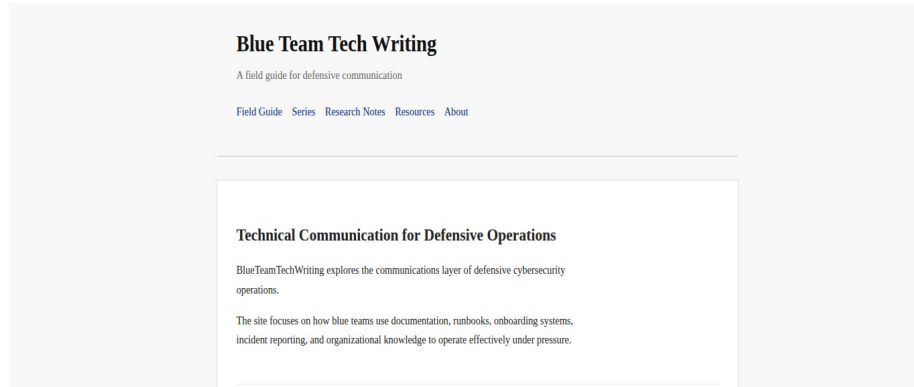 Blue Team Tech Writing
A field guide for defensive communication
Field Guide Series Research Notes Resources About
Technical Communication for Defensive Operations
BlueTeamTechWriting explores the communications layer of defensive cybersecurity
operations.
The site focuses on how blue teams use documentation, runbooks, onboarding systems,
incident reporting, and organizational knowledge to operate effectively under pressure.